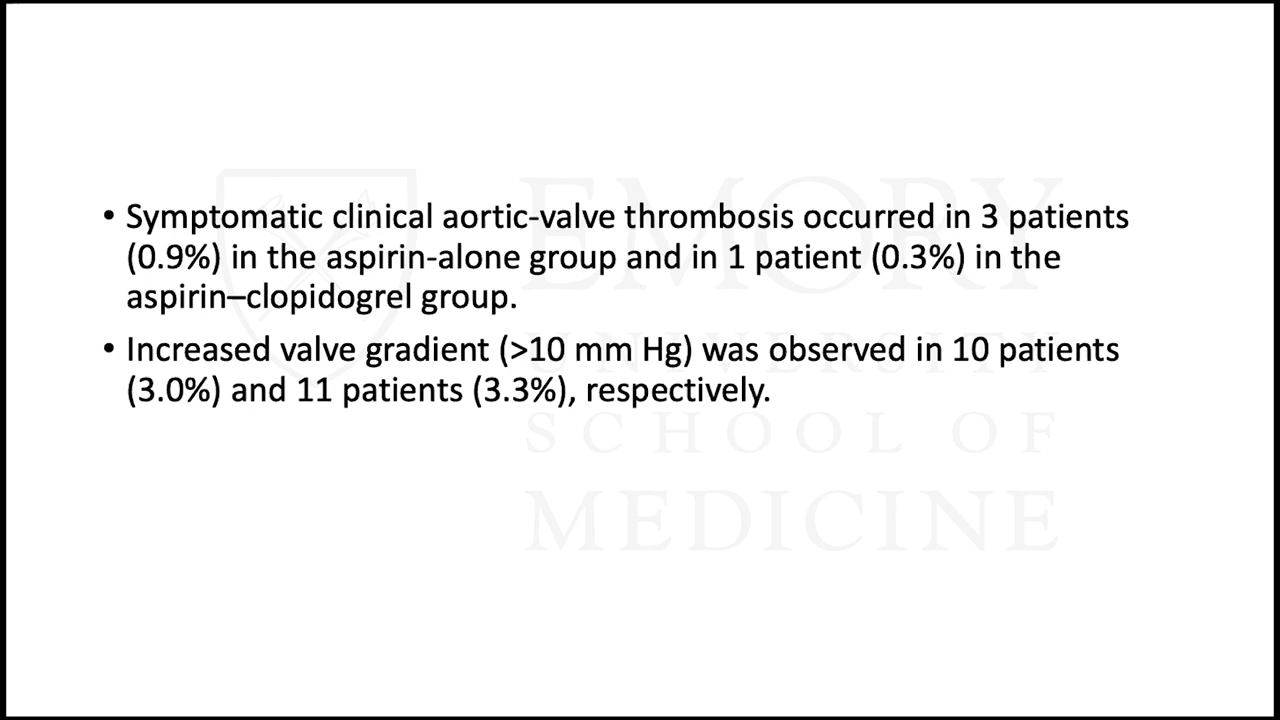 • Symptomatic clinical aortic-valve thrombosis occurred in 3 patients
(0.9%) in the aspirin-alone group and in 1 patient (0.3%) in the
aspirin–clopidogrel group.
• Increased valve gradient (>10 mm Hg) was observed in 10 patients
(3.0%) and 11 patients (3.3%), respectively.
EMORY
UNIVERSITY
SCHOOL OF
MEDICINE